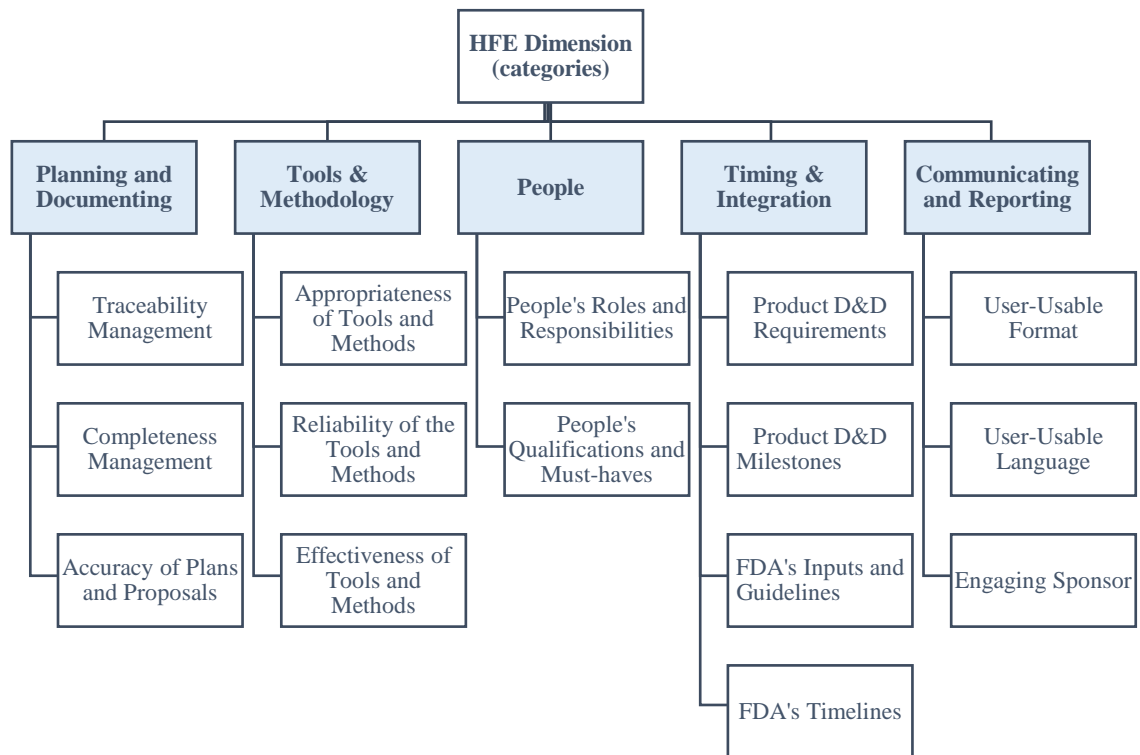 HFE Dimension
(categories)
Planning and
Documenting
Traceability
Management
Completeness
Management
Accuracy of Plans
and Proposals
Tools &
Methodology
Appropriateness
of Tools and
Methods
Reliability of the
Tools and
Methods
Effectiveness of
Tools and
Methods
People
People's Roles and
Responsibilities
People's
Qualifications and
Must-haves
Timing &
Integration
Product D&D
Requirements
Product D&D
Milestones
FDA's Inputs and
Guidelines
FDA's Timelines
Communicating
and Reporting
User-Usable
Format
User-Usable
Language
Engaging Sponsor